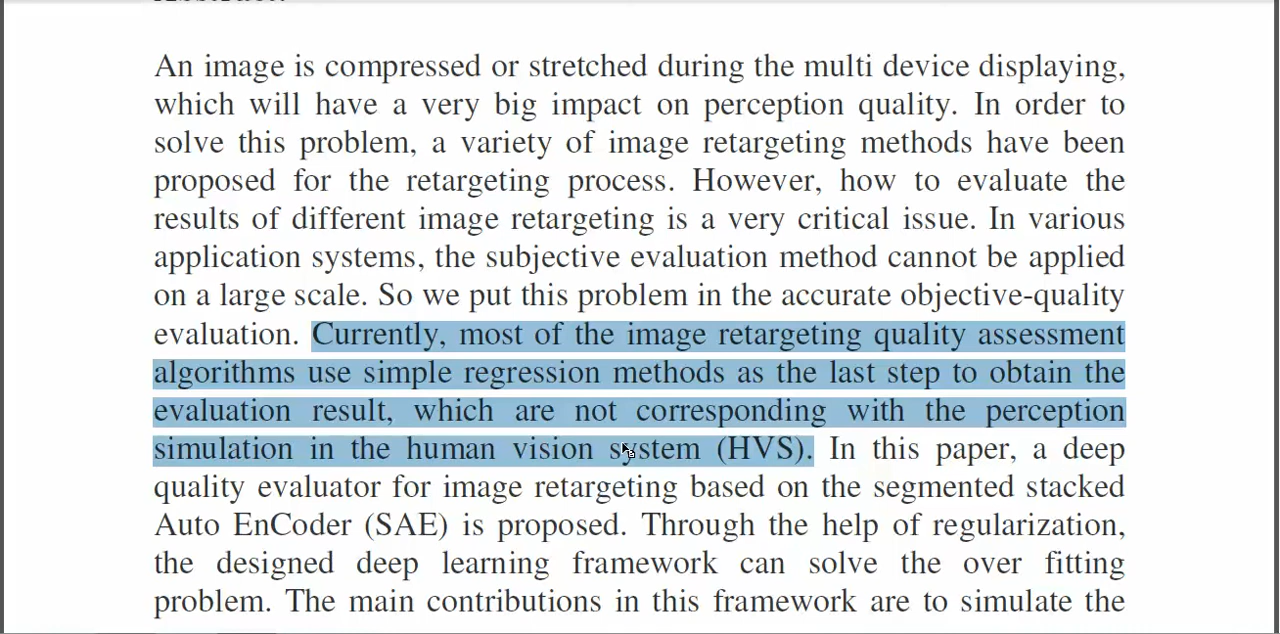 An image is compressed or stretched during the multi device displaying,
which will have a very big impact on perception quality. In order to
solve this problem, a variety of image retargeting methods have been
proposed for the retargeting process. However, how to evaluate the
results of different image retargeting is a very critical issue. In various
application systems, the subjective evaluation method cannot be applied
on a large scale. So we put this problem in the accurate objective-quality
evaluation. Currently, most of the image retargeting quality assessment
algorithms use simple regression methods as the last step to obtain the
evaluation result, which are not corresponding with the perception
simulation in the human vision system (HVS). In this paper, a deep
quality evaluator for image retargeting based on the segmented stacked
Auto EnCoder (SAE) is proposed. Through the help of regularization,
the designed deep learning framework can solve the over fitting
problem. The main contributions in this framework are to simulate the